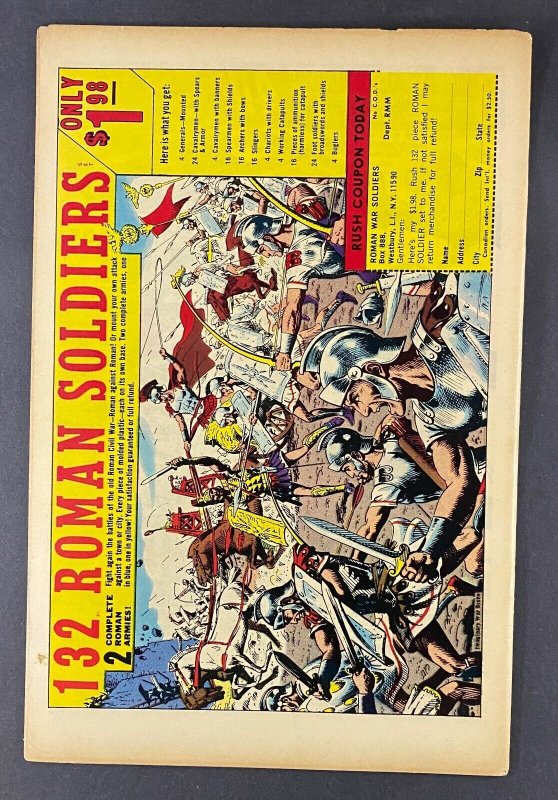 132 ROMAN SOLDIERS
SET
ONLY
$1.98
2 COMPLETE
ROMAN
ARMIES!
Fight again the battles of the old Roman Civil War—Roman against Roman! Or mount your own attack
against a town or city. Every piece of molded plastic—each on its own base. Two complete armies, one
in blue, one in yellow! Your satisfaction guaranteed or full refund.
Here is what you get:
4 Generals—Mounted
24 Cavalrymen—with Spears
& Armor
4 Cavalrymen with banners
16 Spearmen with Shields
16 Archers with bows
16 Slingers
4 Chariots with drivers
4 Working Catapults
16 Pieces of ammunition
(harmless) for catapult
24 Foot soldiers with
broadswords and shields
4 Buglers
RUSH COUPON TODAY
No C.O.D.'s
ROMAN WAR SOLDIERS Dept. RMM
Box 888,
Westbury, L.I., N.Y. 11590
Gentlemen:
Here's my $1.98. Rush 132 piece ROMAN
SOLDIER set to me. If not satisfied I may
return merchandise for full refund!
Name
Address
City Zip State
Canadian orders. Send Int'l. money orders for $2.50.